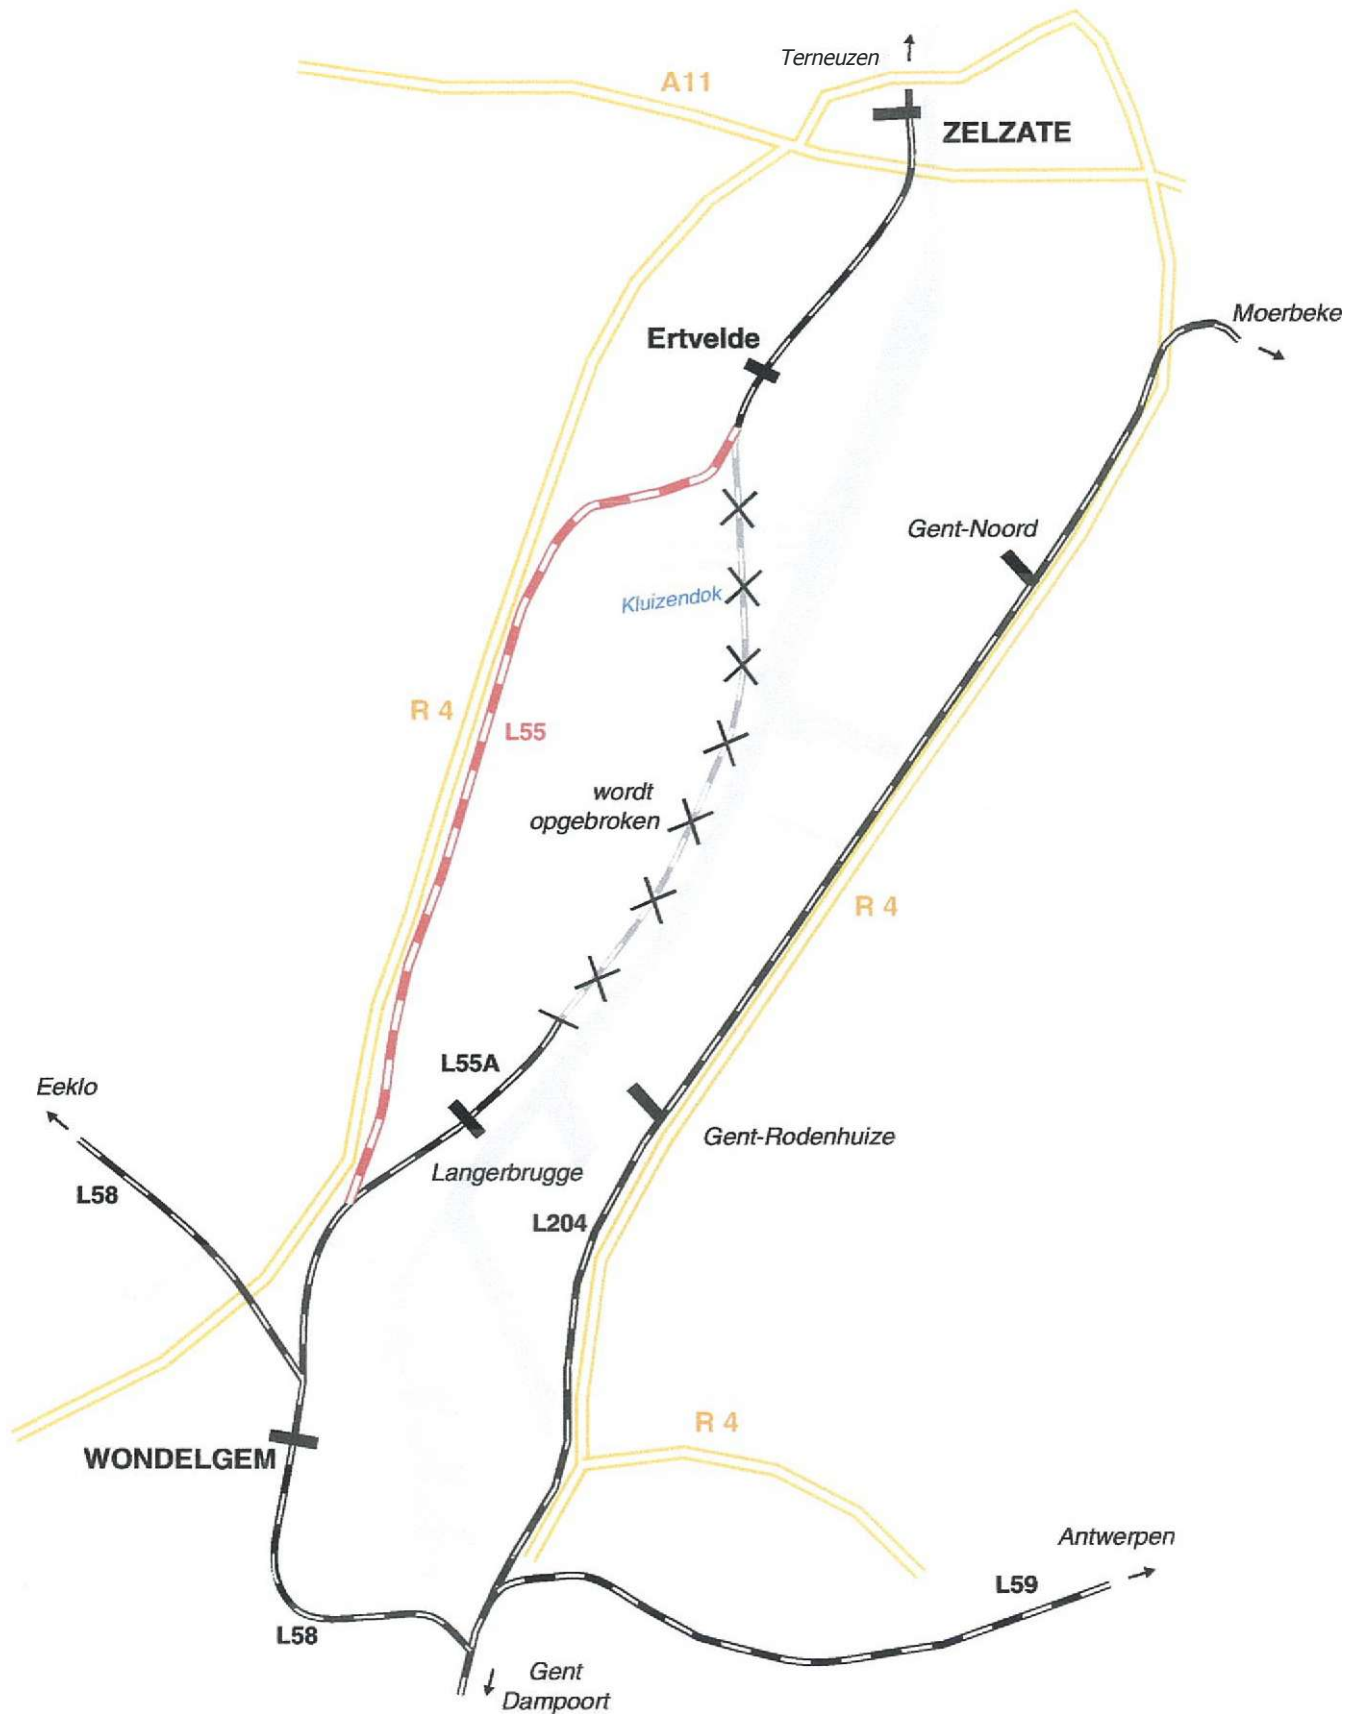 Terneuzen
A11
ZELZATE
Moerbeke
Ertvelde
Gent-Noord
Kluizendok
R 4
L55
wordt
opgebroken
R 4
L55A
Eeklo
Gent-Rodenhuize
Langerbrugge
L58
L204
R 4
WONDELGEM
Antwerpen
L59
L58
Gent
Dampoort